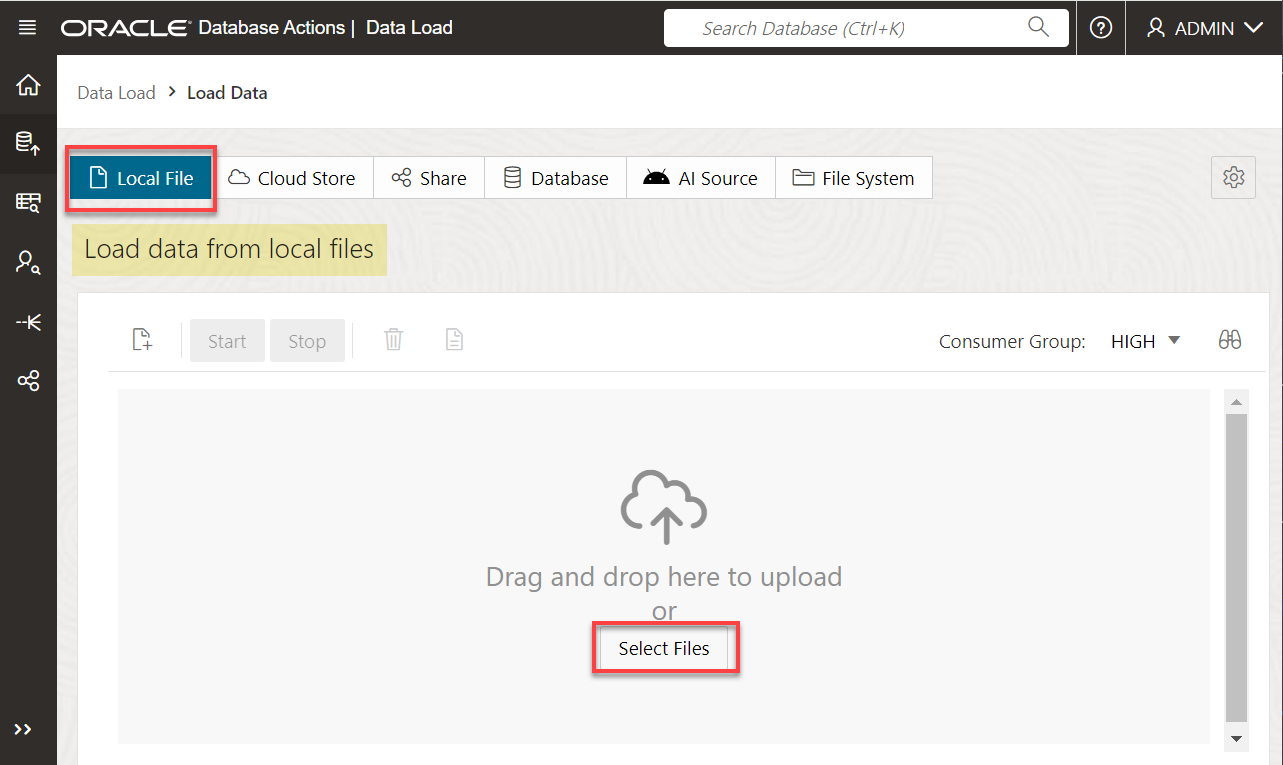 ORACLE® Database Actions | Data Load
Search Database (Ctrl+K)
ADMIN
Data Load > Load Data
Local File
Cloud Store
Share
Database
AI Source
File System
Load data from local files
Start
Stop
Consumer Group: HIGH
Drag and drop here to upload
or
Select Files